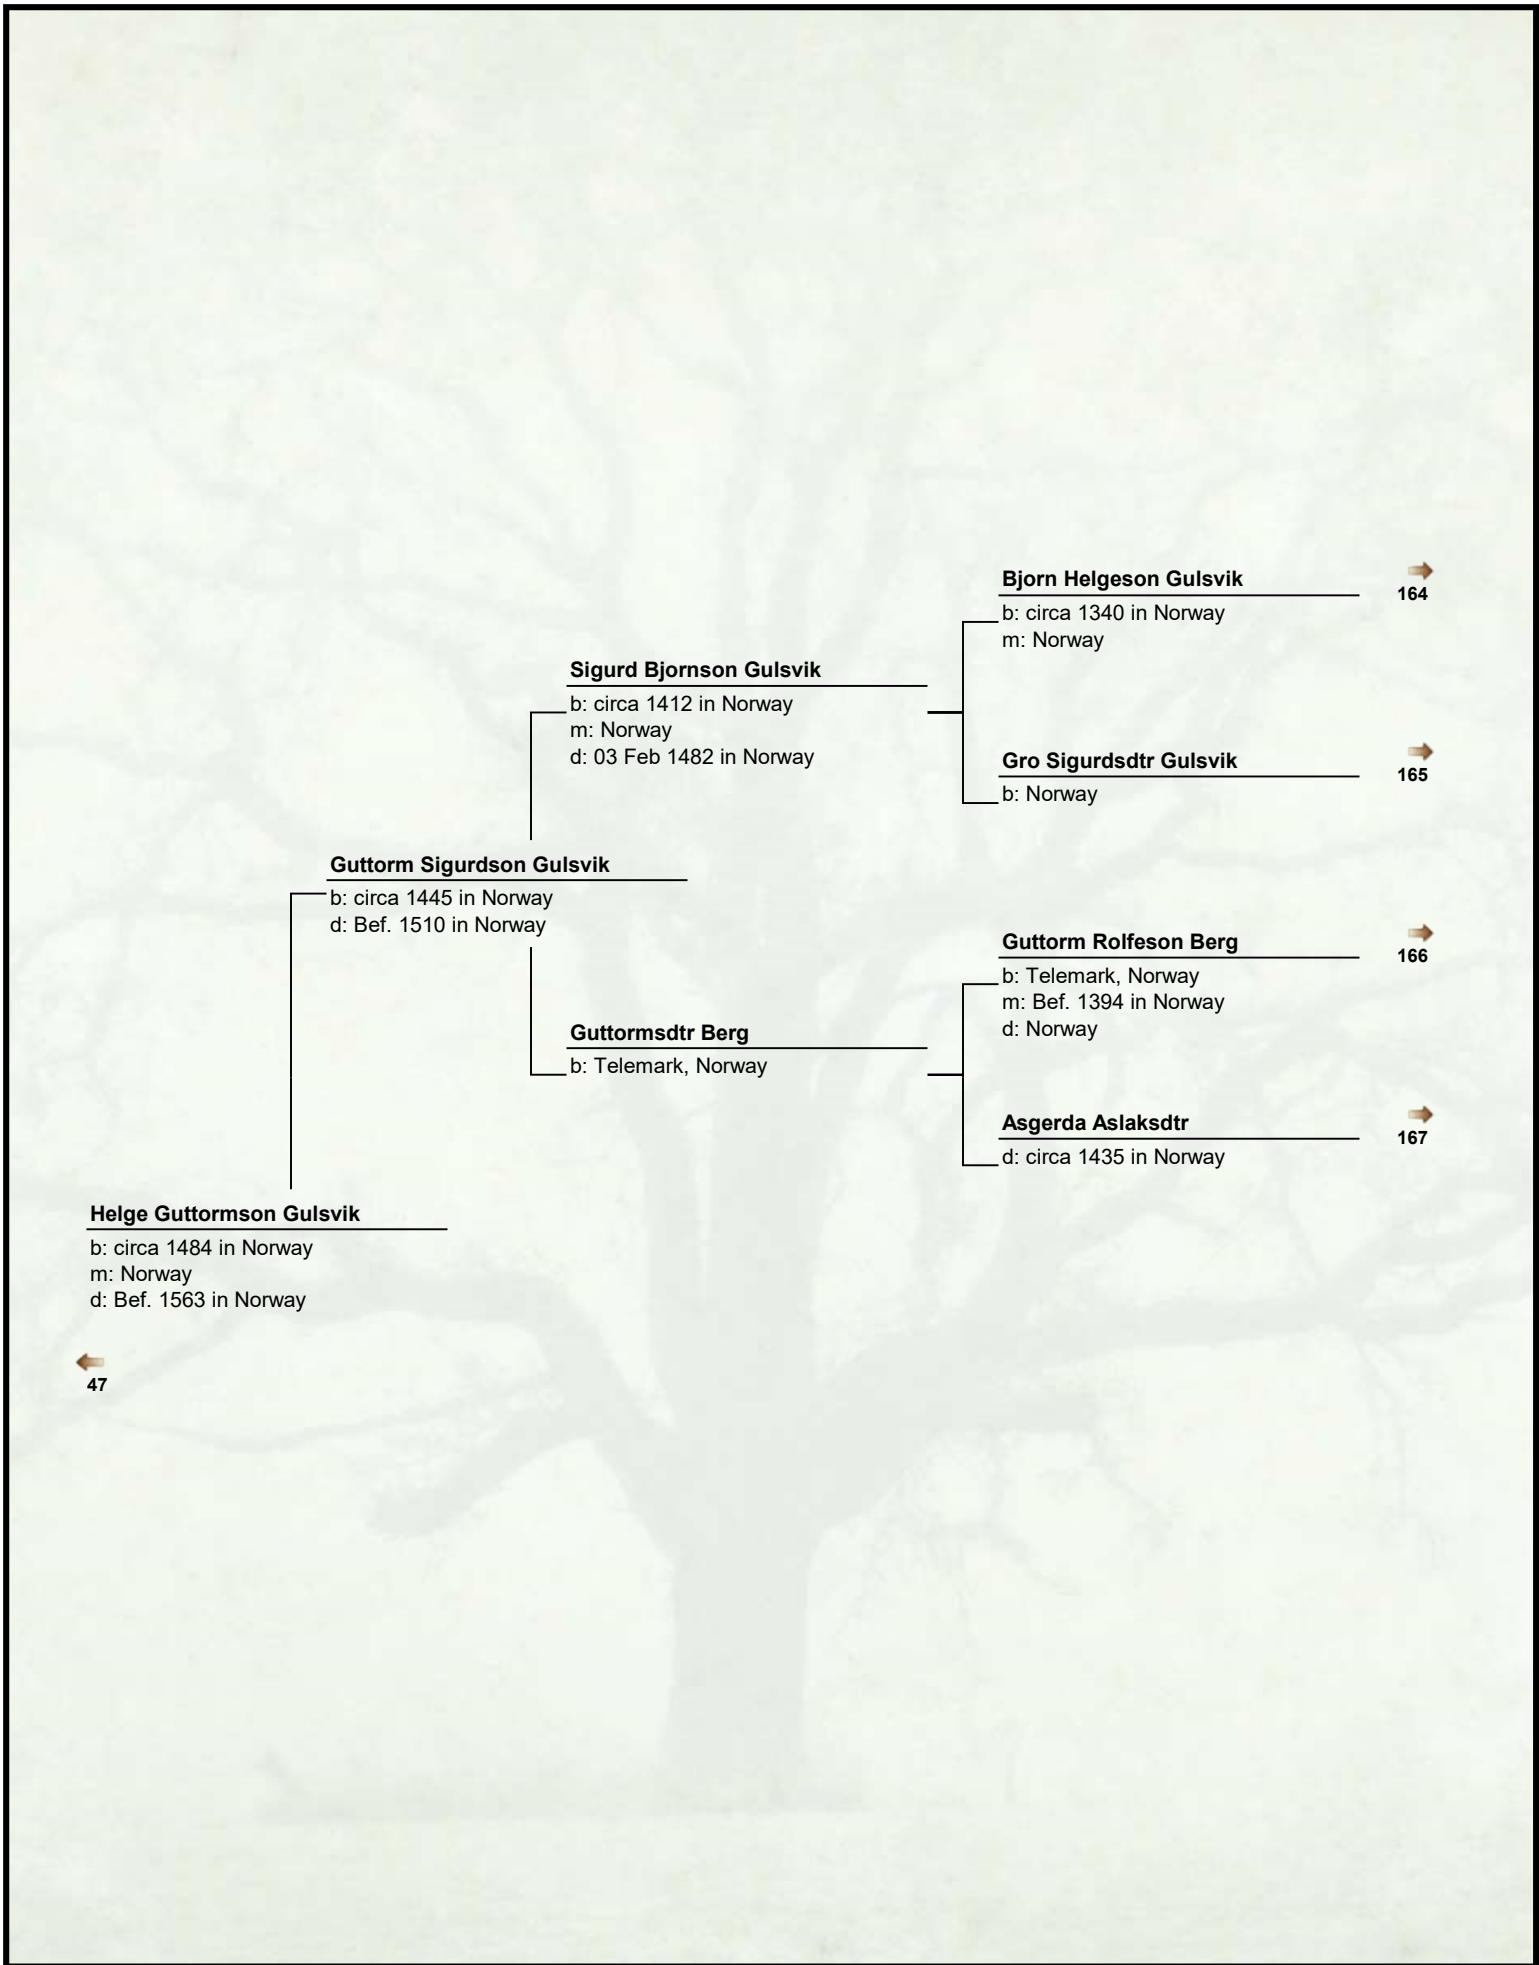 Bjorn Helgeson Gulsvik
b: circa 1340 in Norway
m: Norway
164
Sigurd Bjornson Gulsvik
b: circa 1412 in Norway
m: Norway
d: 03 Feb 1482 in Norway
Gro Sigurdsdtr Gulsvik
b: Norway
165
Guttorm Sigurdson Gulsvik
b: circa 1445 in Norway
d: Bef. 1510 in Norway
Guttorm Rolfeson Berg
b: Telemark, Norway
m: Bef. 1394 in Norway
d: Norway
166
Guttormsdtr Berg
b: Telemark, Norway
Asgerda Aslaksdtr
d: circa 1435 in Norway
167
Helge Guttormson Gulsvik
b: circa 1484 in Norway
m: Norway
d: Bef. 1563 in Norway
47